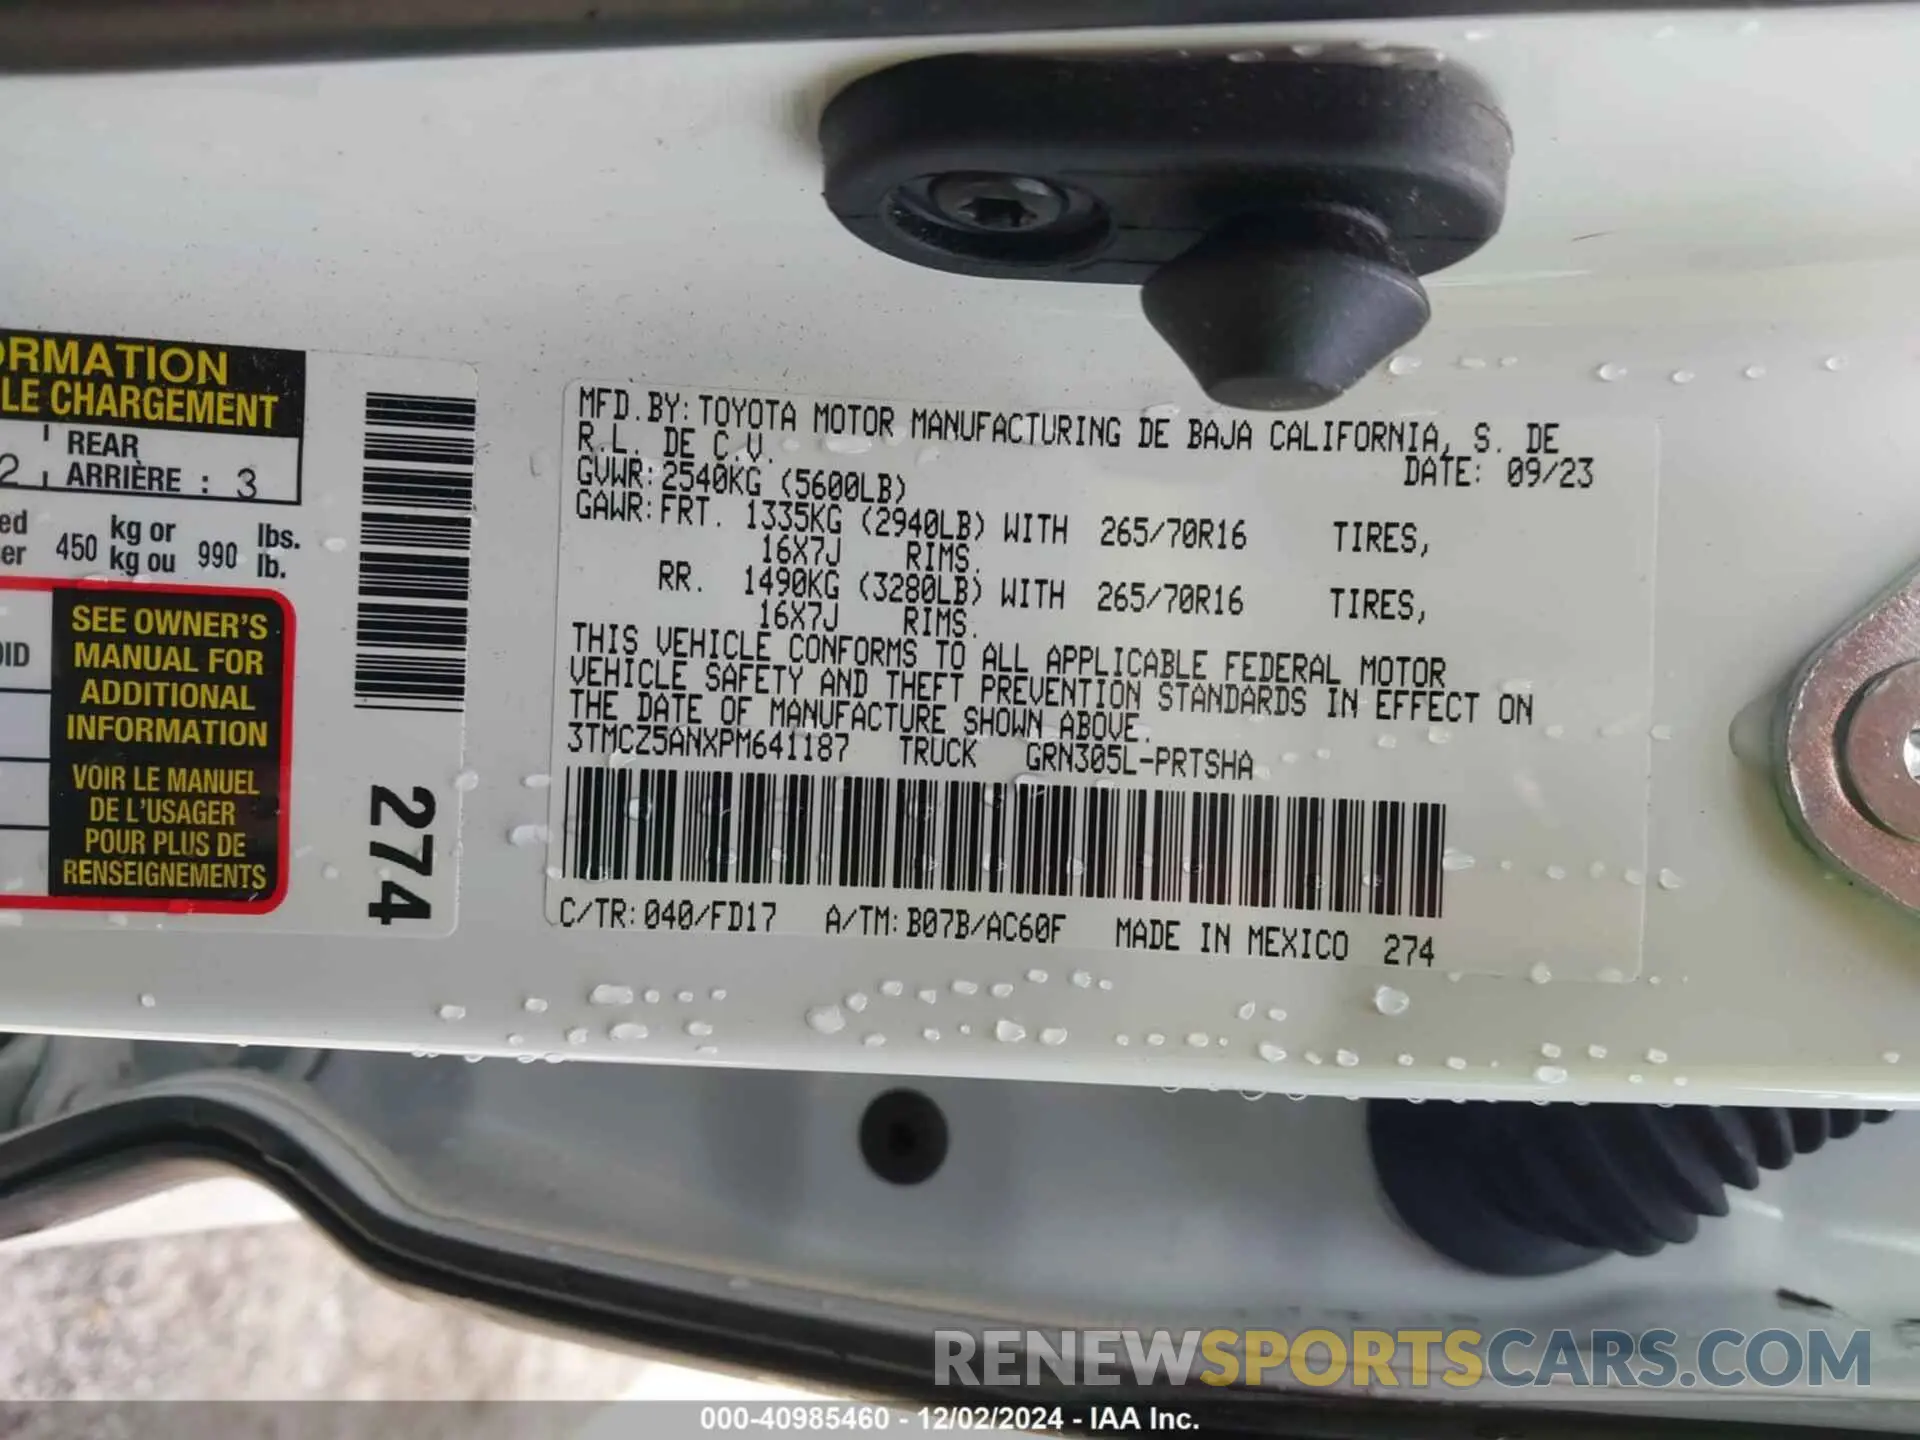 ORMATION
LE CHARGEMENT
2 REAR
ARRIÈRE : 3
ed
er 450 kg or
kg ou 990 lbs.
lb.
OID
SEE OWNER'S
MANUAL FOR
ADDITIONAL
INFORMATION
VOIR LE MANUEL
DE L'USAGER
POUR PLUS DE
RENSEIGNEMENTS
274
MFD.BY:TOYOTA MOTOR MANUFACTURING DE BAJA CALIFORNIA, S. DE
R.L. DE C.V. DATE: 09/23
GVWR:2540KG (5600LB)
GAWR:FRT. 1335KG (2940LB) WITH 265/70R16 TIRES,
16X7J RIMS.
RR. 1490KG (3280LB) WITH 265/70R16 TIRES,
16X7J RIMS.
THIS VEHICLE CONFORMS TO ALL APPLICABLE FEDERAL MOTOR
VEHICLE SAFETY AND THEFT PREVENTION STANDARDS IN EFFECT ON
THE DATE OF MANUFACTURE SHOWN ABOVE.
3TMCZ5ANXPM641187 TRUCK GRN305L-PRTSHA
C/TR:040/FD17 A/TM:B07B/AC60F MADE IN MEXICO 274
RENEWSPORTSCARS.COM
000-40985460 - 12/02/2024 - IAA Inc.